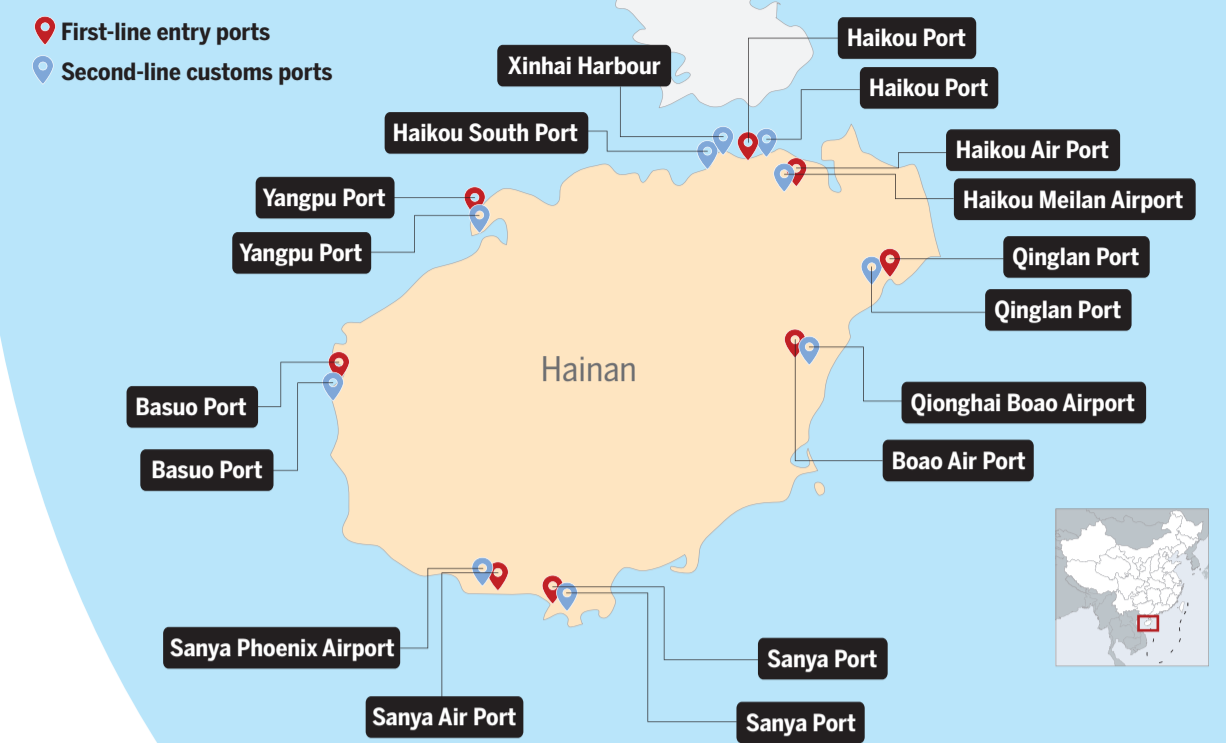 First-line entry ports
Second-line customs ports
Haikou Port
Xinhai Harbour
Haikou Port
Haikou South Port
Haikou Air Port
Haikou Meilan Airport
Yangpu Port
Yangpu Port
Qinglan Port
Qinglan Port
Hainan
Basuo Port
Qionghai Boao Airport
Basuo Port
Boao Air Port
Sanya Phoenix Airport
Sanya Port
Sanya Air Port
Sanya Port